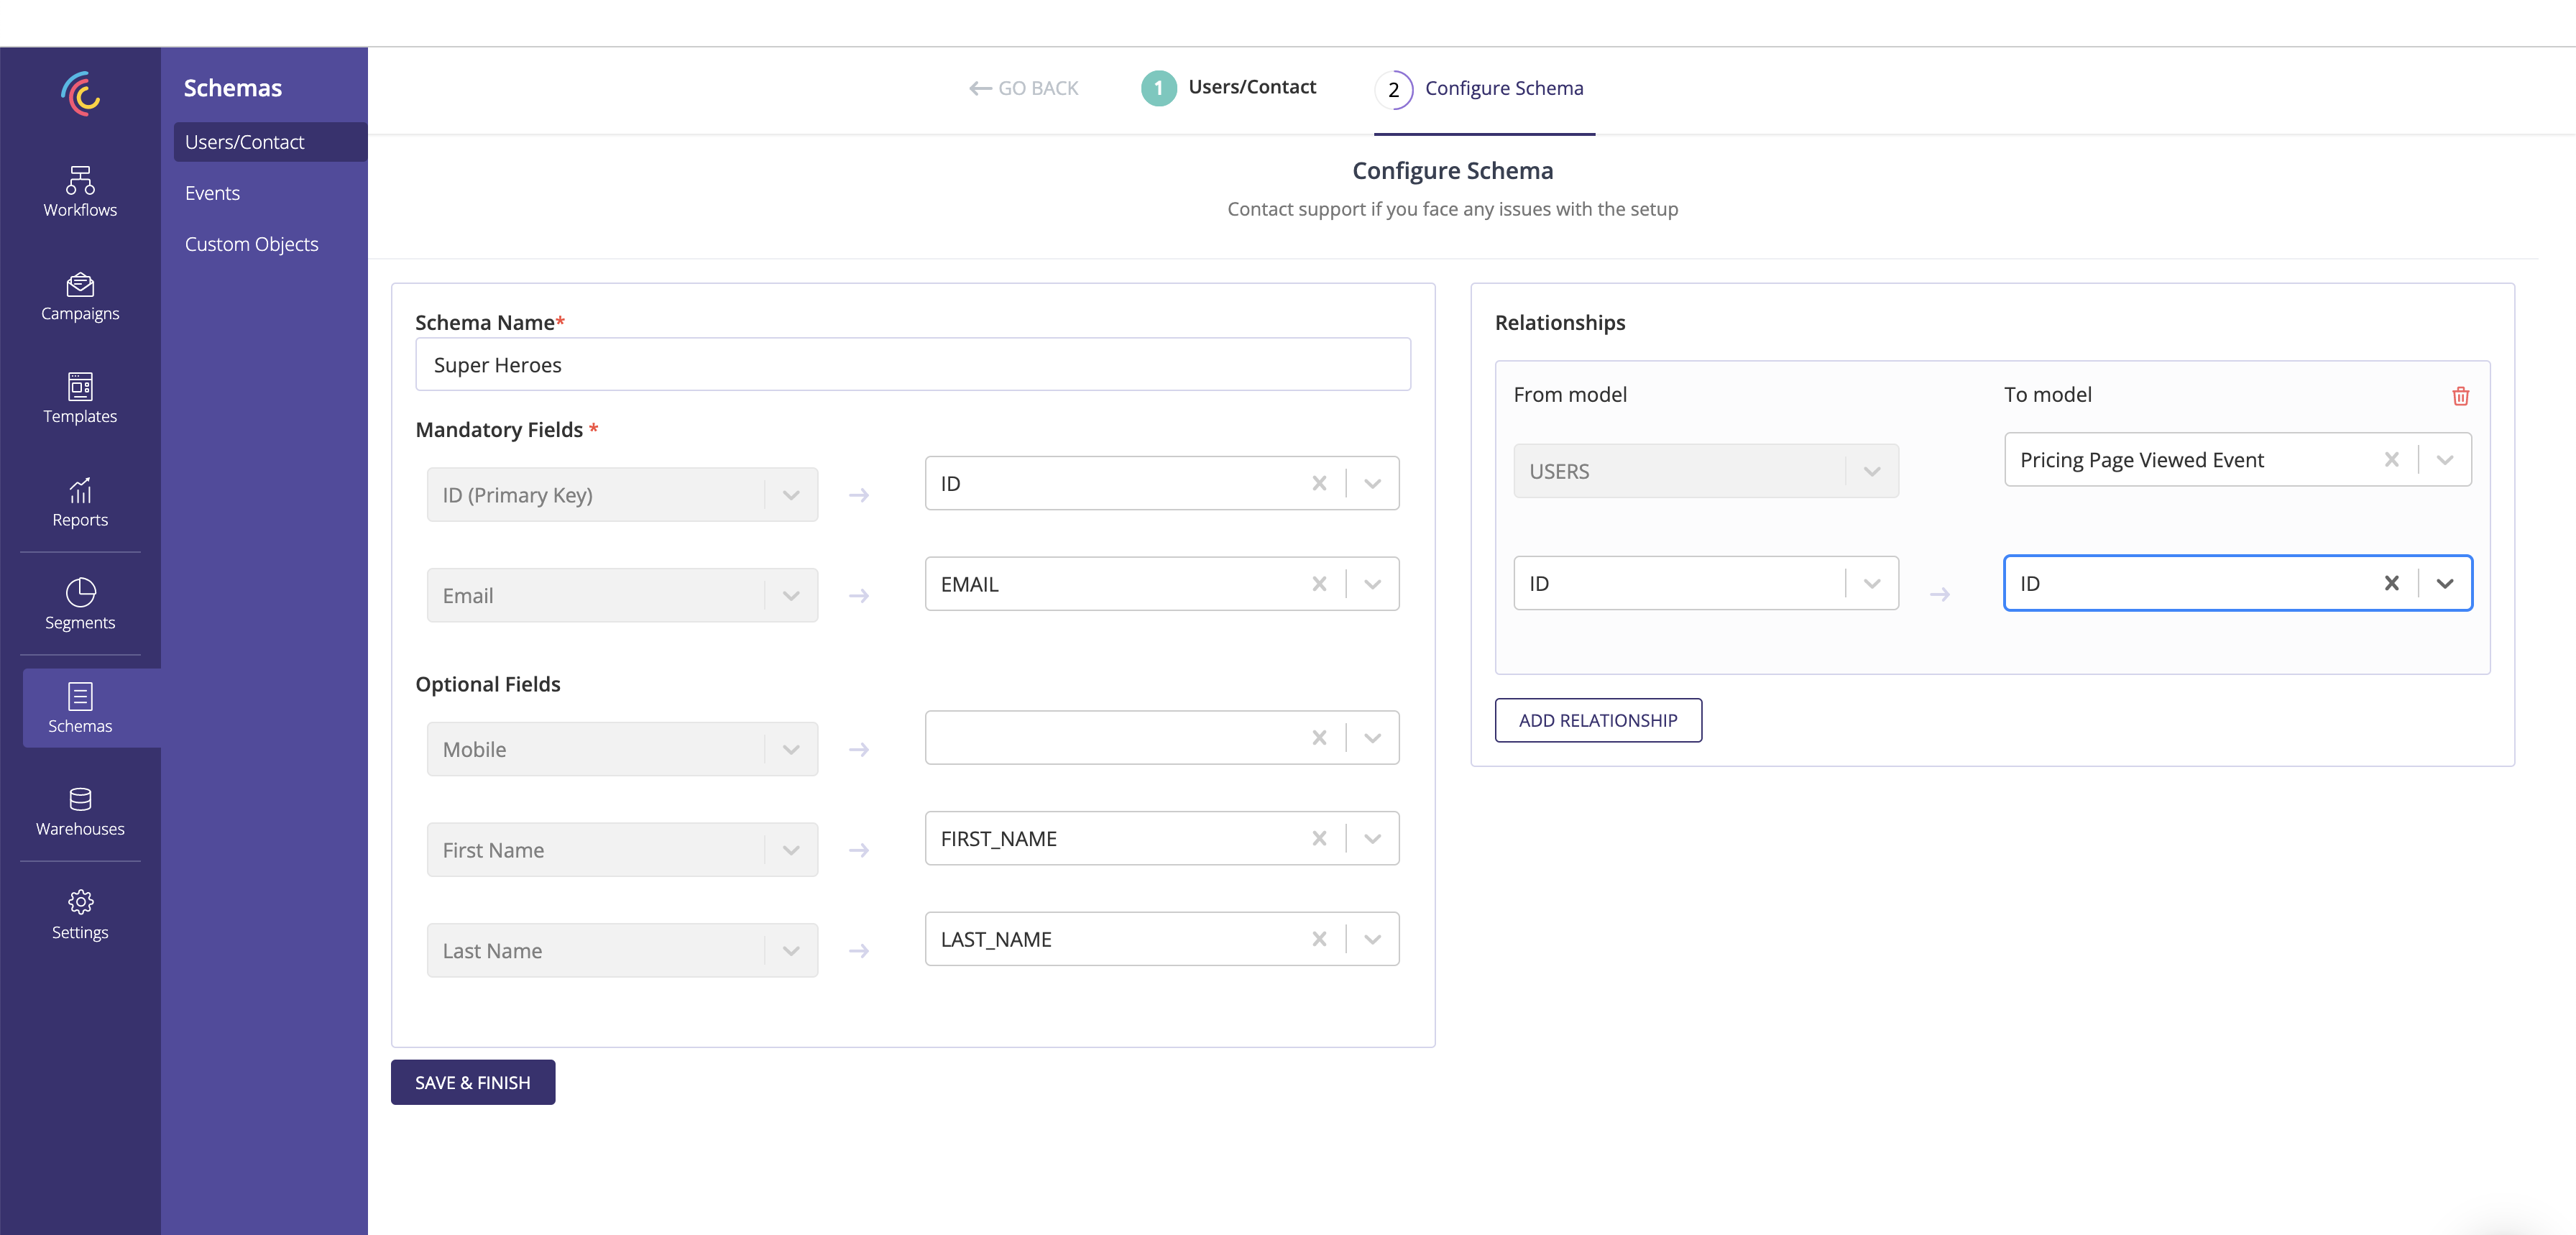 Workflows
Campaigns
Templates
Reports
Segments
Schemas
Warehouses
Settings
Schemas
Users/Contact
Events
Custom Objects
GO BACK
1 Users/Contact
2 Configure Schema
Configure Schema
Contact support if you face any issues with the setup
Schema Name*
Super Heroes
Mandatory Fields *
ID (Primary Key) → ID
Email → EMAIL
Optional Fields
Mobile →
First Name → FIRST_NAME
Last Name → LAST_NAME
SAVE & FINISH
Relationships
From model To model
USERS Pricing Page Viewed Event
ID → ID
ADD RELATIONSHIP